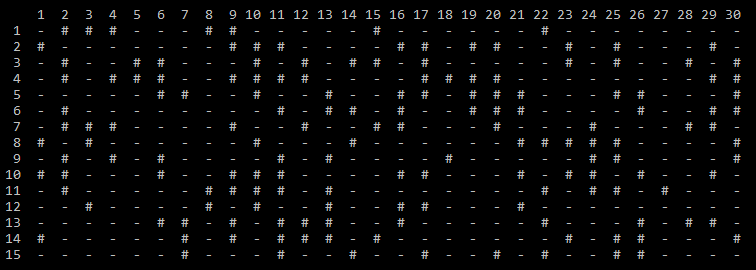 1 2 3 4 5 6 7 8 9 10 11 12 13 14 15 16 17 18 19 20 21 22 23 24 25 26 27 28 29 30
1 - # # # - - - # # - - - - - # - - - - - - # - - - - - - - -
2 # - - - - - - - # # # - - - - # # - # # - - # - # - - - # #
3 - # - - # # - - - # - # - # # - # - - - - - # - # - - # - #
4 - # - # # # - - # # # # - - - - # # # # - - - - - - - - # #
5 - - - - - # # - - # - - # - - # # - # # # - - - # # - - - #
6 - # - - - - - - - - # - # # - # - - # # # - - - - # - - # #
7 - # # # - - - - # - - # - - # # - - - # - - - # - - - # # -
8 # - # - - - - - - # - - - # - - - - - - # # # # # - - - - #
9 - # - # - # - - - - # - # - - - - # - - - - - # # - - - - #
10 # # - - - # - - # # # - - - - # # - - - # - # # - # - - # -
11 - # - - - - - # # # # - # - - - - - - - - # - # # - # - - -
12 - - # - - - - # - # - - # - - # # - - - # - - - - - - - - -
13 - - - - - # # - # - # # # - - # - - - - - # - - - # - # # -
14 # - - - - - # - # - # # # - # - - - - - - - # - # # - - - #
15 - - - - - - # - - - # - - # - - # - - # - # - - # # - - - -